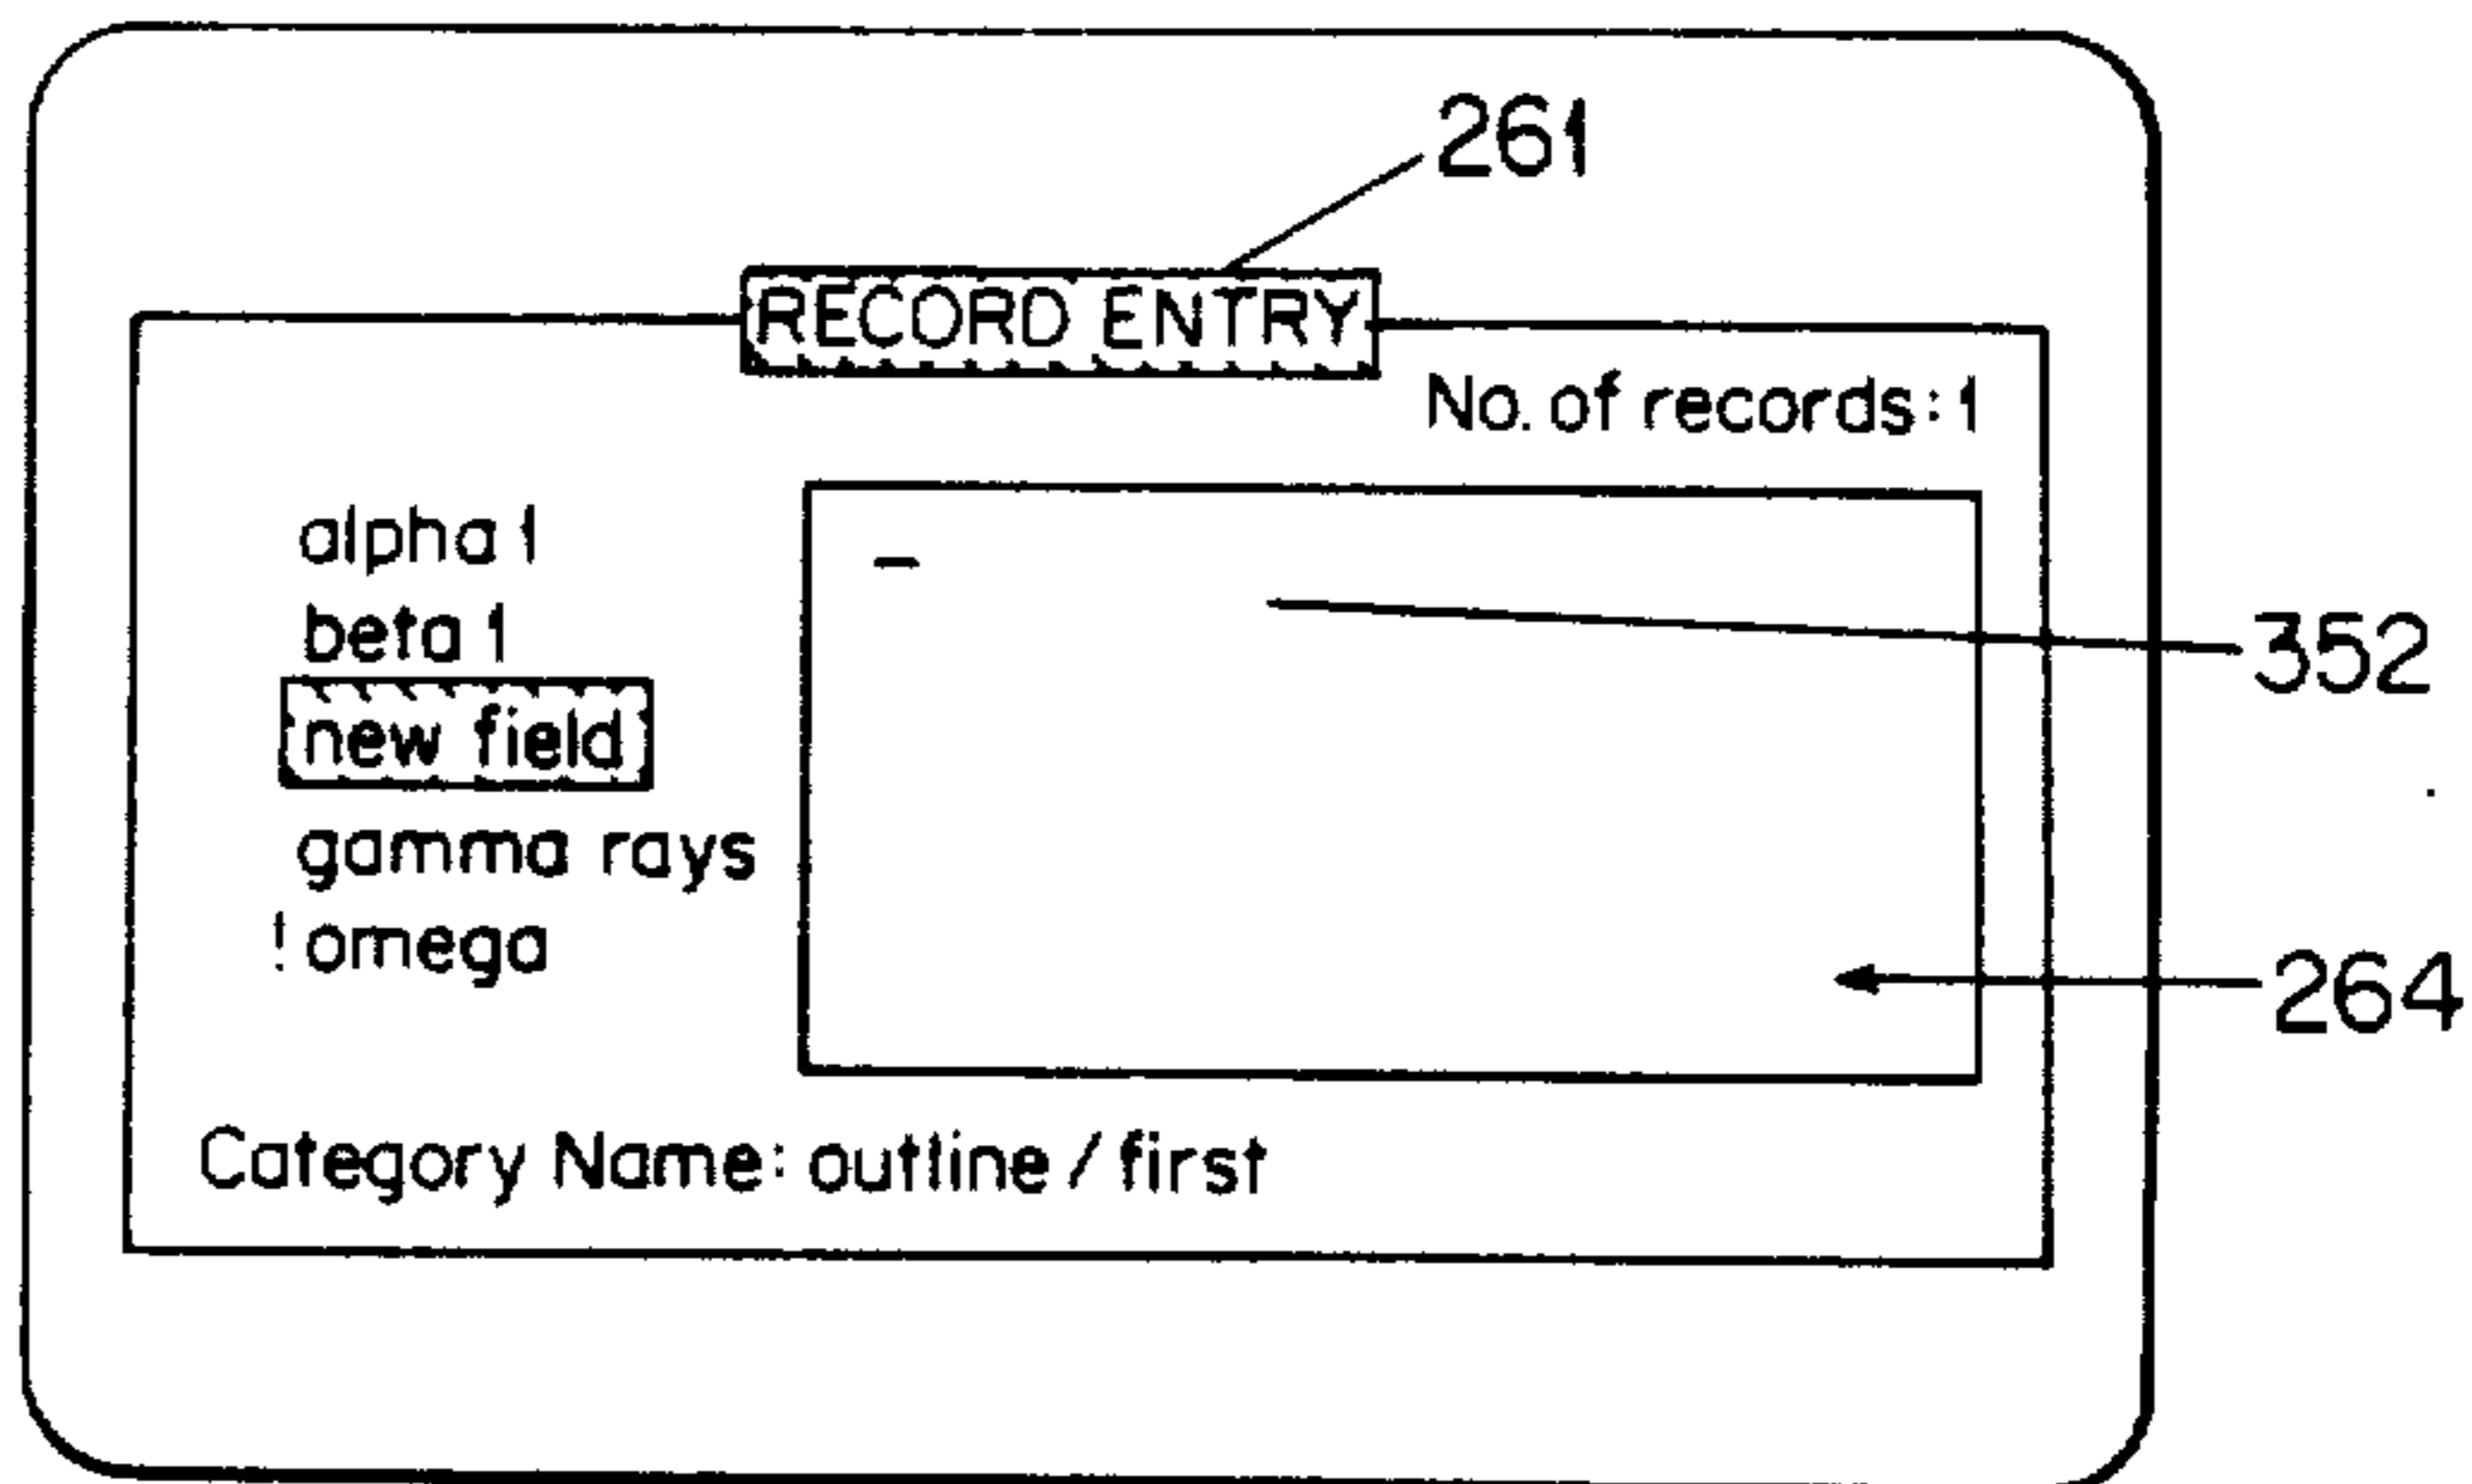 261
RECORD ENTRY
No. of records: 1
alpha 1
beta 1
new field
gamma rays
! omega
352
264
Category Name: outline / first